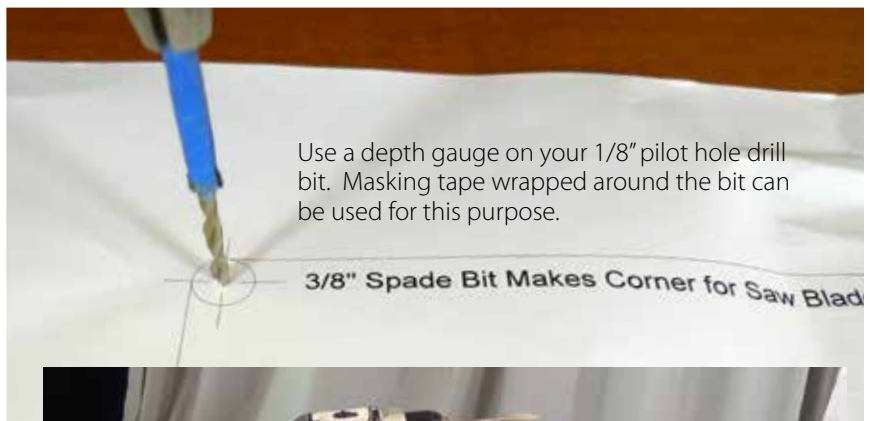 Use a depth gauge on your 1/8" pilot hole drill
bit. Masking tape wrapped around the bit can
be used for this purpose.
3/8" Spade Bit Makes Corner for Saw